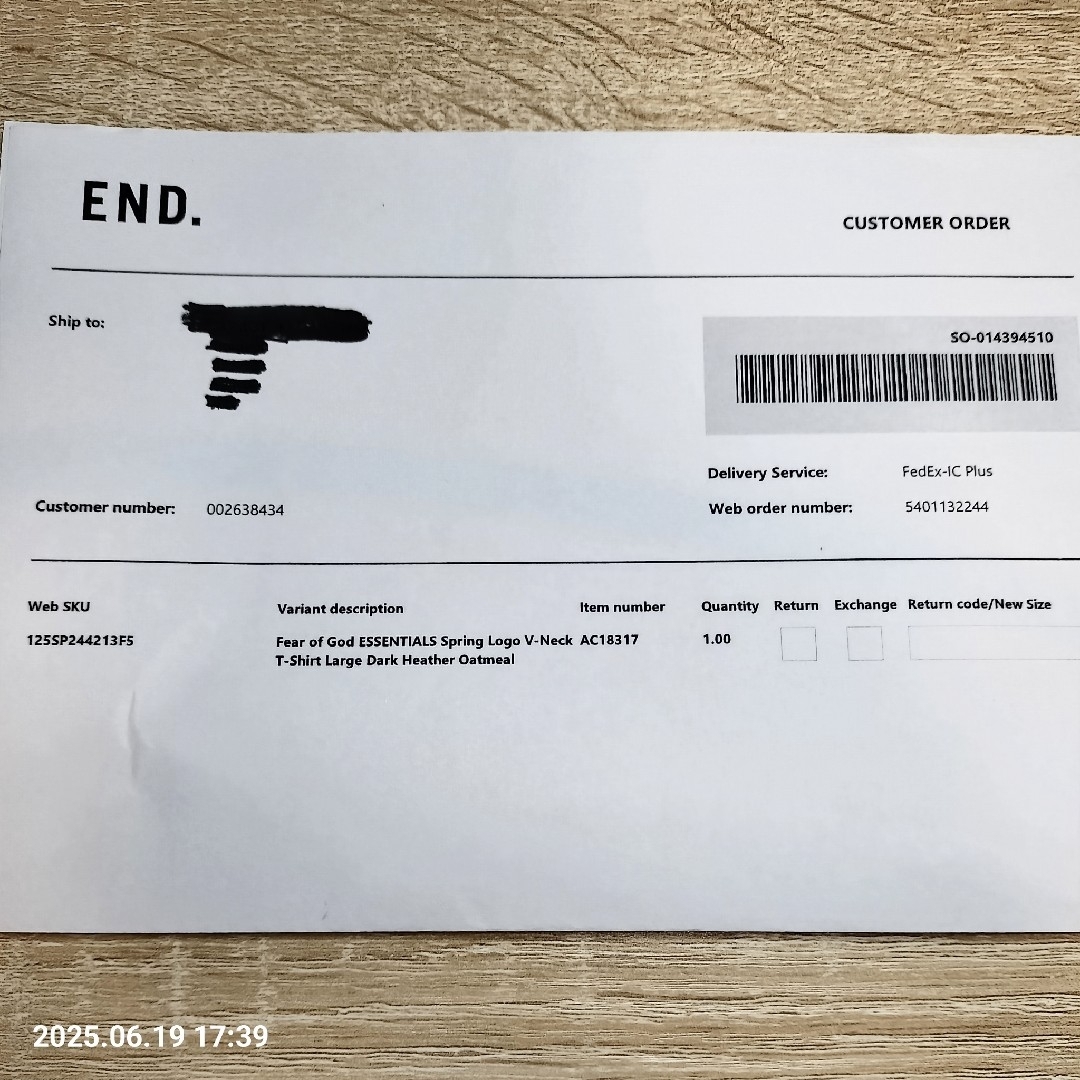 END.
CUSTOMER ORDER
Ship to:
SO-014394510
Delivery Service: FedEx-IC Plus
Customer number: 002638434
Web order number: 5401132244
Web SKU Variant description Item number Quantity Return Exchange Return code/New Size
125SP244213F5 Fear of God ESSENTIALS Spring Logo V-Neck AC18317 1.00
T-Shirt Large Dark Heather Oatmeal
2025.06.19 17:39